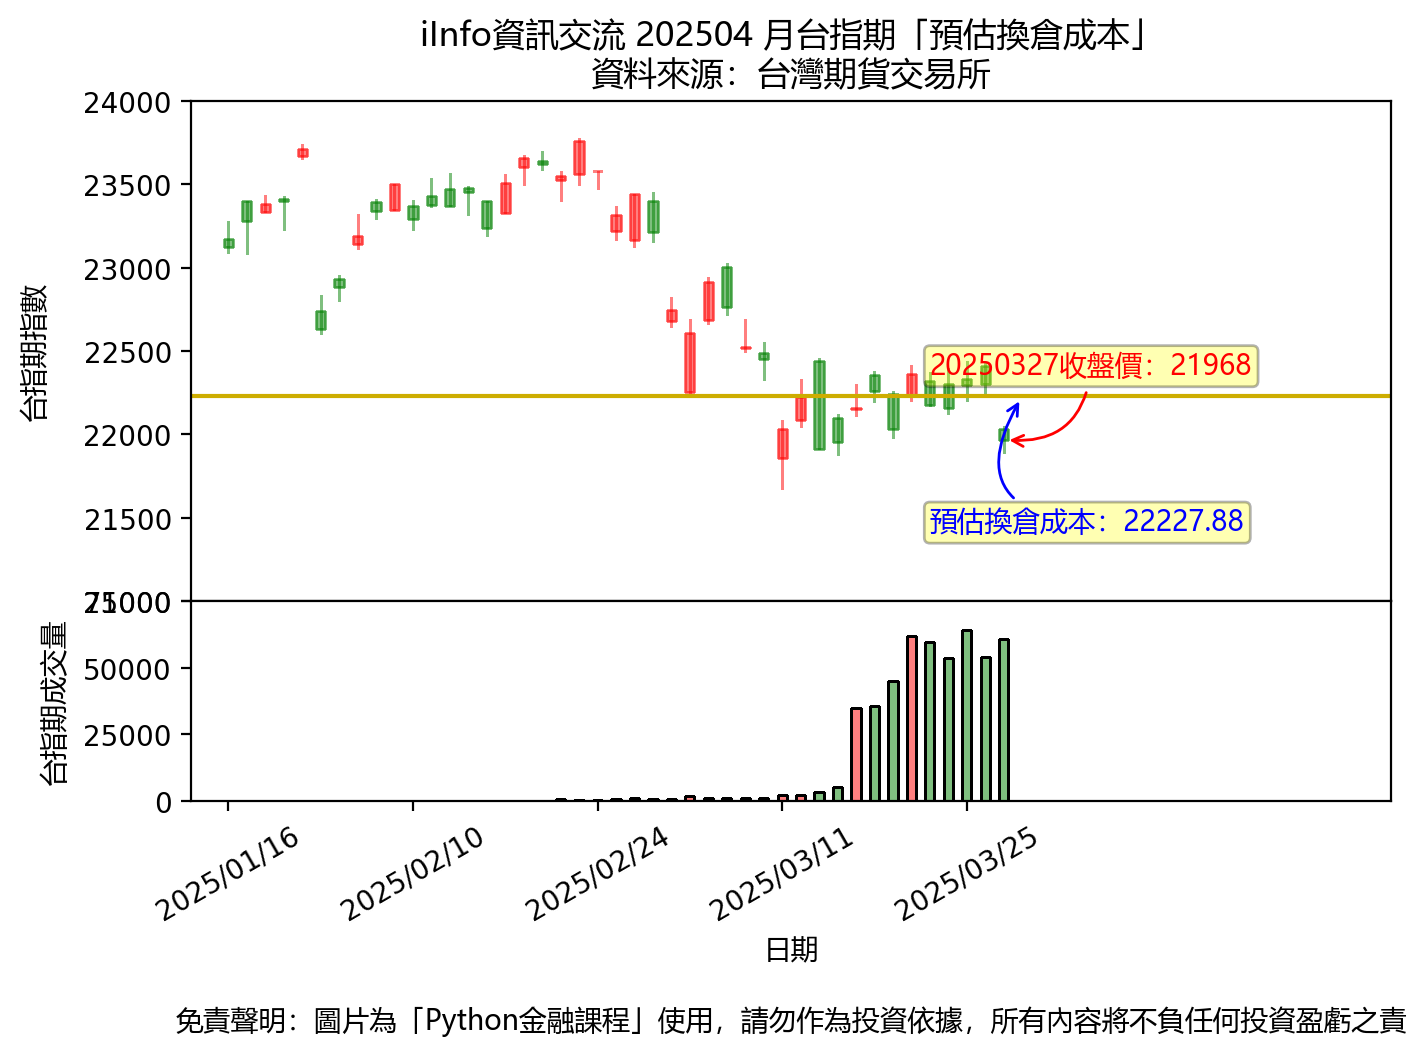 iInfo資訊交流 202504 月台指期「預估換倉成本」
資料來源：台灣期貨交易所
台指期指數
24000
23500
23000
22500
22000
21500
21000
20250327收盤價：21968
預估換倉成本：22227.88
台指期成交量
75000
50000
25000
0
2025/01/16
2025/02/10
2025/02/24
2025/03/11
2025/03/25
日期
免責聲明：圖片為「Python金融課程」使用，請勿作為投資依據，所有內容將不負任何投資盈虧之責